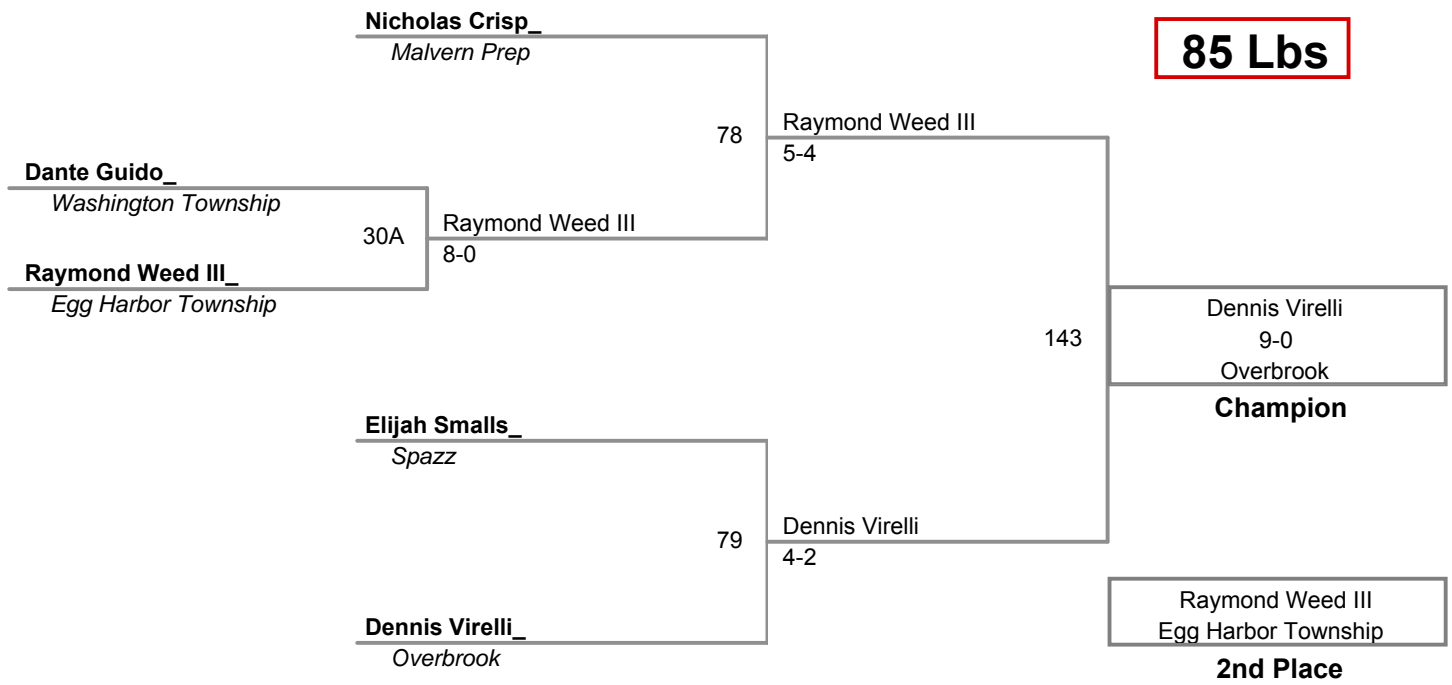 Nicholas Crisp_
Malvern Prep
85 Lbs
78
Raymond Weed III
5-4
Dante Guido_
Washington Township
30A
Raymond Weed III
8-0
Raymond Weed III_
Egg Harbor Township
143
Dennis Virelli
9-0
Overbrook
Champion
Elijah Smalls_
Spazz
79
Dennis Virelli
4-2
Dennis Virelli_
Overbrook
Raymond Weed III
Egg Harbor Township
2nd Place